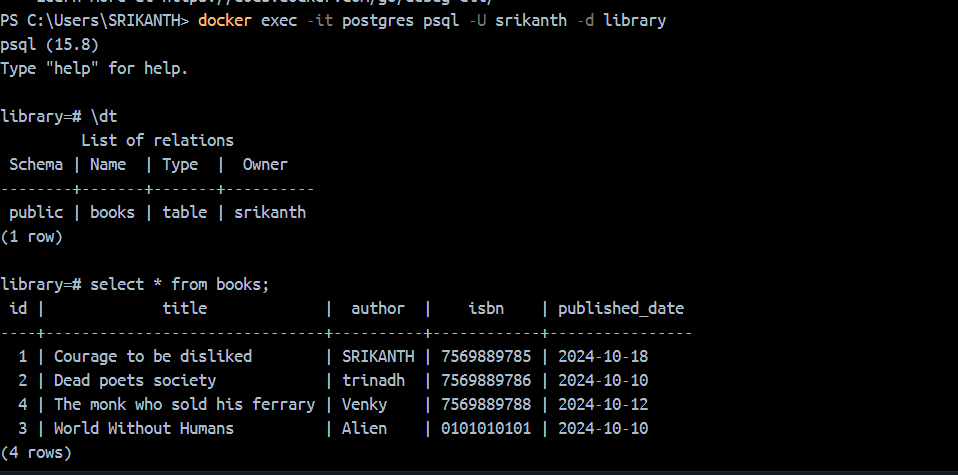 PS C:\Users\SRIKANTH> docker exec -it postgres psql -U srikanth -d library
psql (15.8)
Type "help" for help.
library=# \dt
List of relations
Schema | Name | Type | Owner
--------+-------+-------+----------
public | books | table | srikanth
(1 row)
library=# select * from books;
id | title | author | isbn | published_date
----+-------------------------------+----------+------------+----------------
1 | Courage to be disliked | SRIKANTH | 7569889785 | 2024-10-18
2 | Dead poets society | trinadh | 7569889786 | 2024-10-10
4 | The monk who sold his ferrary | Venky | 7569889788 | 2024-10-12
3 | World Without Humans | Alien | 0101010101 | 2024-10-10
(4 rows)